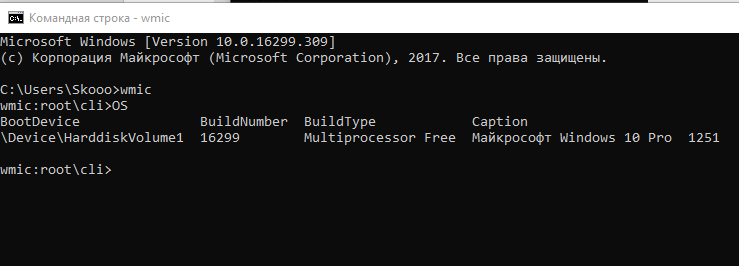 Командная строка - wmic
Microsoft Windows [Version 10.0.16299.309]
(c) Корпорация Майкрософт (Microsoft Corporation), 2017. Все права защищены.
C:\Users\Skooo>wmic
wmic:root\cli>OS
BootDevice BuildNumber BuildType Caption
\Device\HarddiskVolume1 16299 Multiprocessor Free Майкрософт Windows 10 Pro 1251
wmic:root\cli>